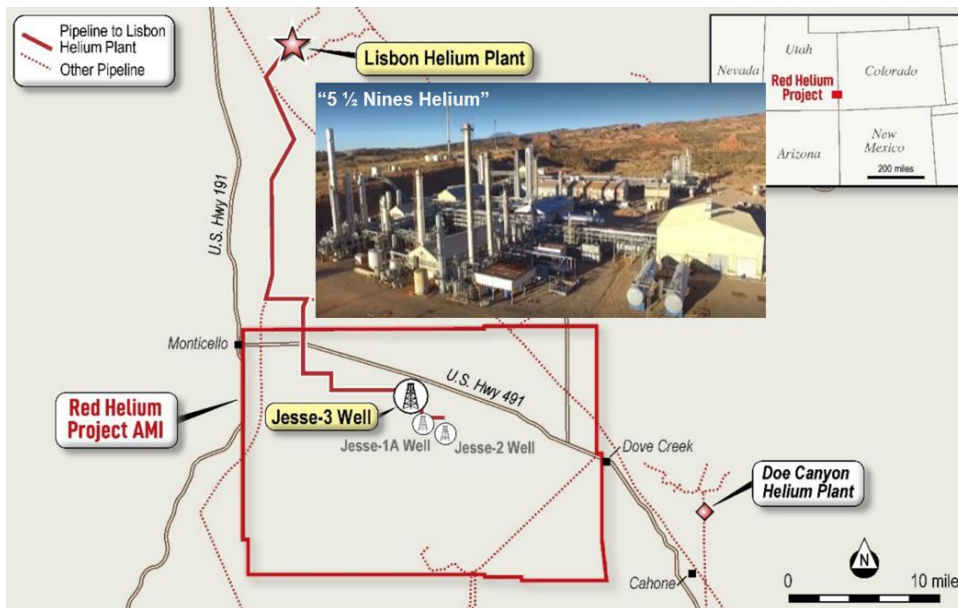 Pipeline to Lisbon
Helium Plant
Other Pipeline
Lisbon Helium Plant
“5 ½ Nines Helium”
Utah
Nevada
Colorado
Red Helium
Project
Arizona
New
Mexico
200 miles
U.S. Hwy 191
Monticello
U.S. Hwy 491
Red Helium
Project AMI
Jesse-3 Well
Jesse-1A Well
Jesse-2 Well
Dove Creek
Doe Canyon
Helium Plant
Cahone
N
0 10 miles